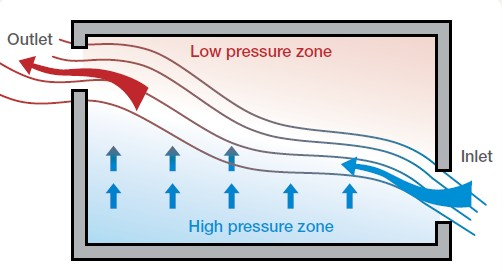 Outlet
Low pressure zone
Inlet
High pressure zone